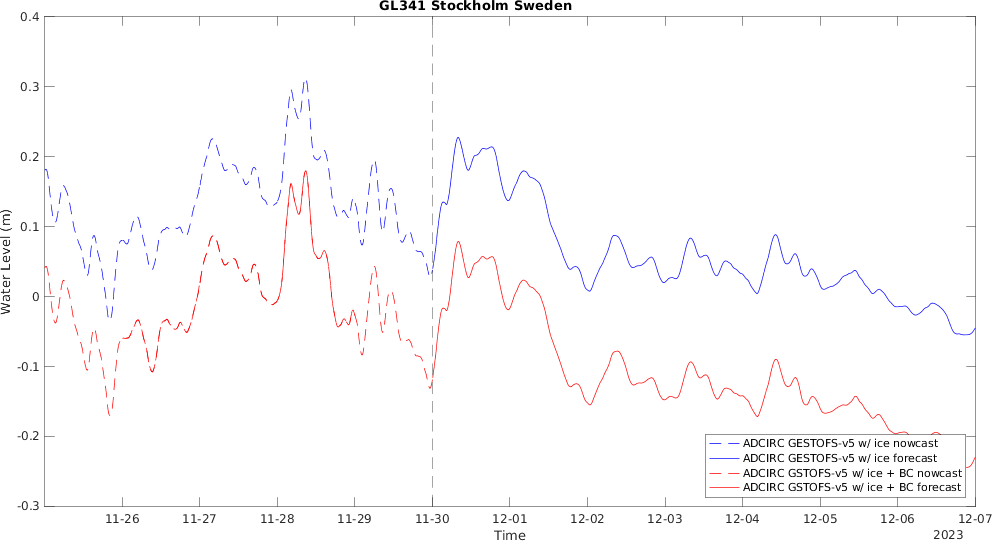 GL341 Stockholm Sweden
0.4
0.3
0.2
0.1
0
-0.1
-0.2
-0.3
Water Level (m)
ADCIRC GESTOFS-v5 w/ ice nowcast
ADCIRC GESTOFS-v5 w/ ice forecast
ADCIRC GSTOFS-v5 w/ ice + BC nowcast
ADCIRC GSTOFS-v5 w/ ice + BC forecast
11-26 11-27 11-28 11-29 11-30 12-01 12-02 12-03 12-04 12-05 12-06 12-07
Time
2023